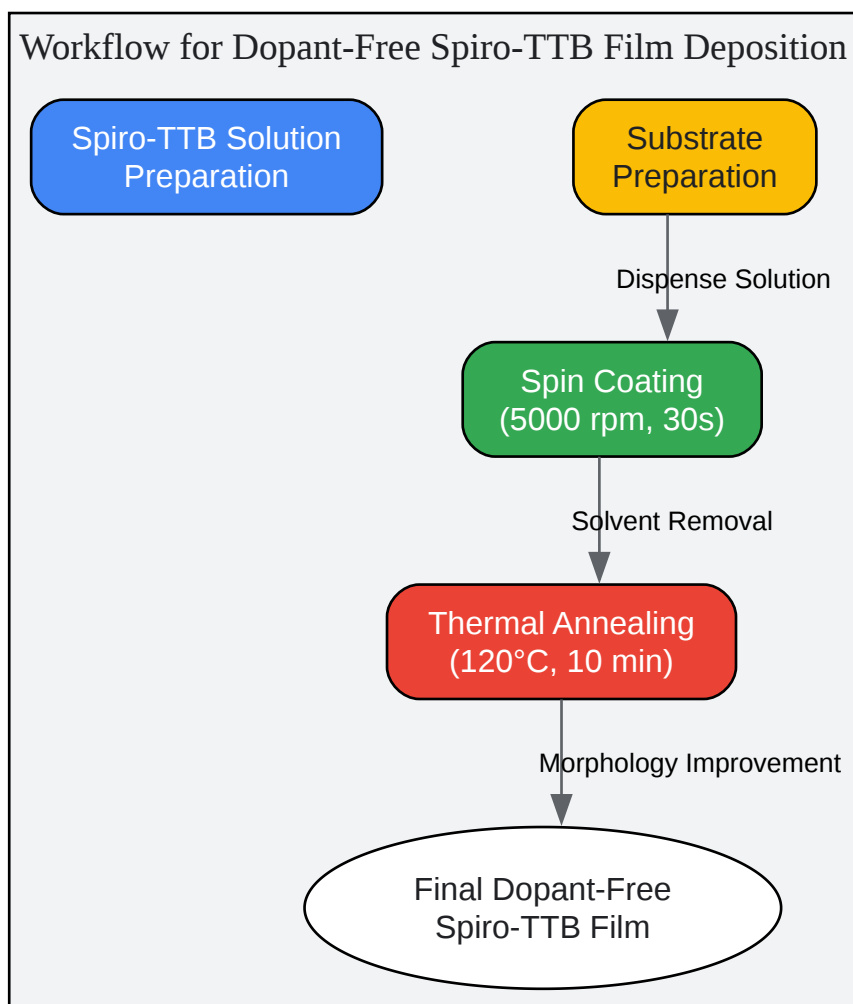 Workflow for Dopant-Free Spiro-TTB Film Deposition
Spiro-TTB Solution
Preparation
Substrate
Preparation
Dispense Solution
Spin Coating
(5000 rpm, 30s)
Solvent Removal
Thermal Annealing
(120°C, 10 min)
Morphology Improvement
Final Dopant-Free
Spiro-TTB Film